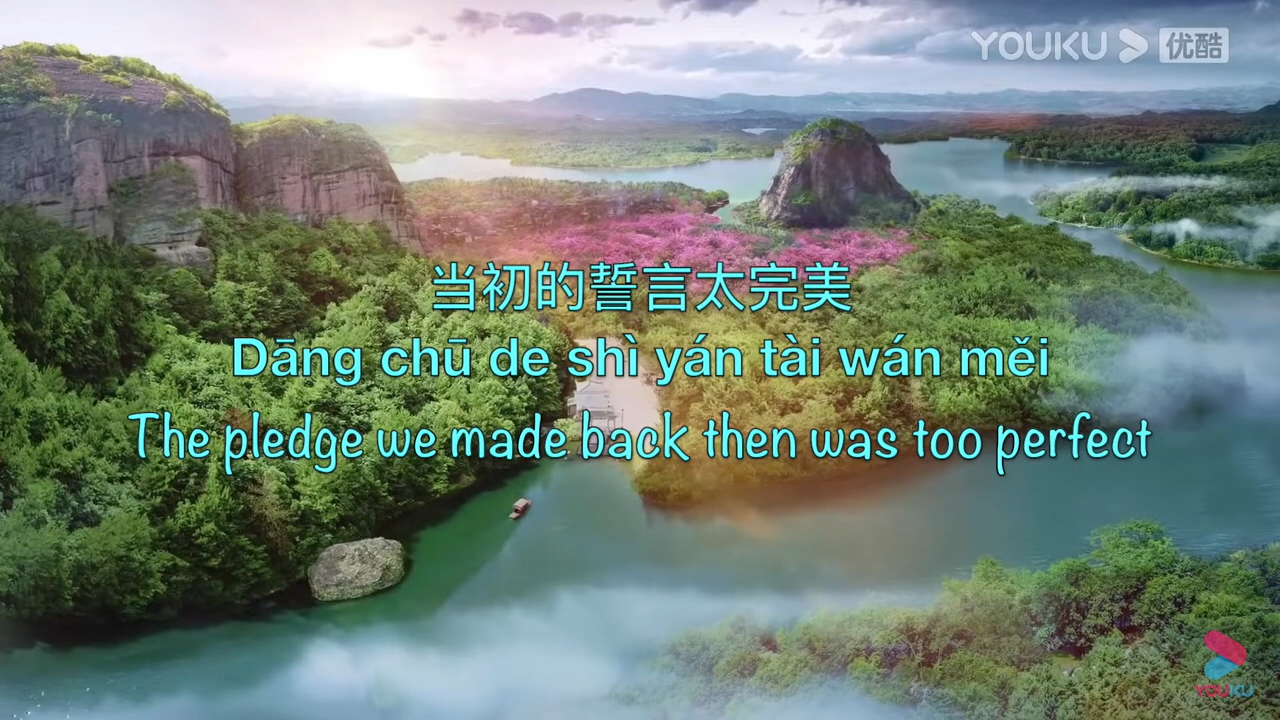 YOUKU 优酷
当初的誓言太完美
Dāng chū de shì yán tài wán měi
The pledge we made back then was too perfect
YOUKU